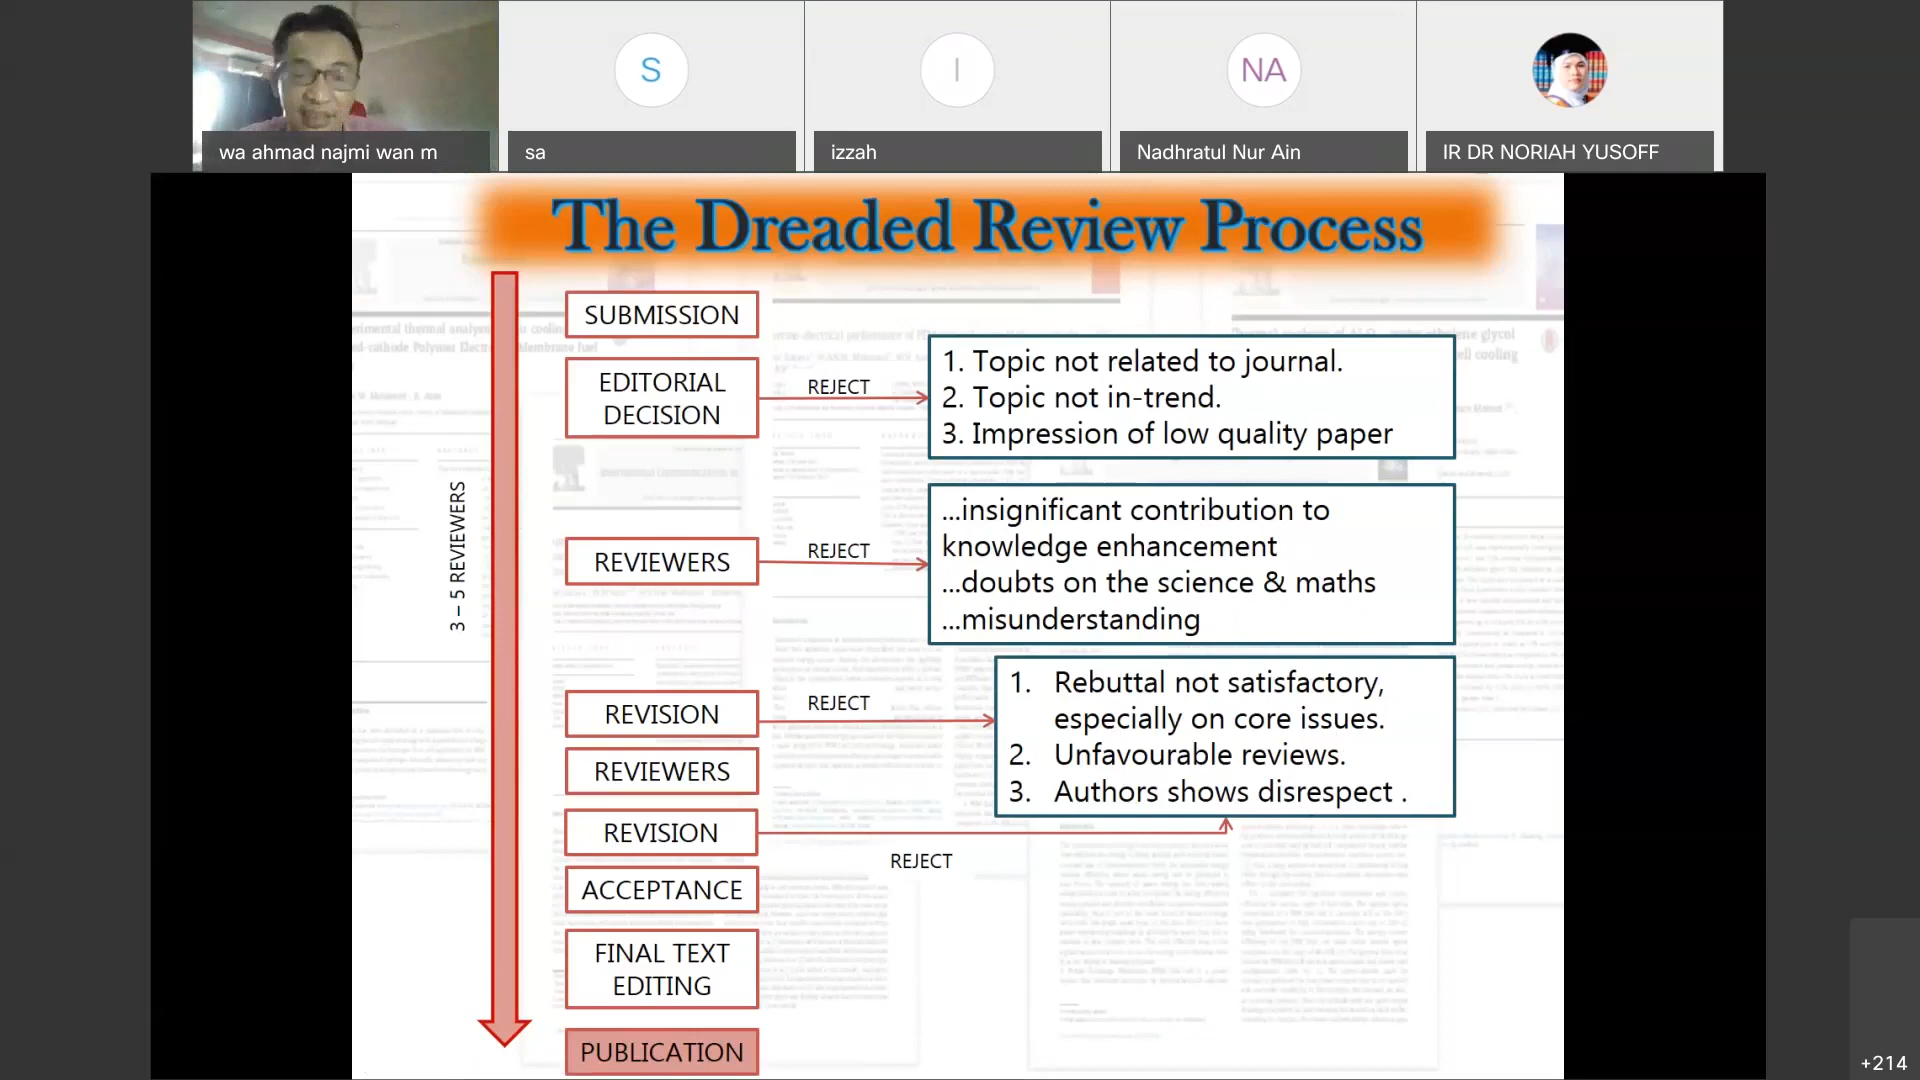 S
I
NA
wa ahmad najmi wan m
sa
izzah
Nadhratul Nur Ain
IR DR NORIAH YUSOFF
The Dreaded Review Process
SUBMISSION
EDITORIAL
DECISION
REJECT
1. Topic not related to journal.
2. Topic not in-trend.
3. Impression of low quality paper
3 – 5 REVIEWERS
REVIEWERS
REJECT
...insignificant contribution to
knowledge enhancement
...doubts on the science & maths
...misunderstanding
REVISION
REJECT
1. Rebuttal not satisfactory,
especially on core issues.
2. Unfavourable reviews.
3. Authors shows disrespect .
REVIEWERS
REVISION
REJECT
ACCEPTANCE
FINAL TEXT
EDITING
PUBLICATION
+214